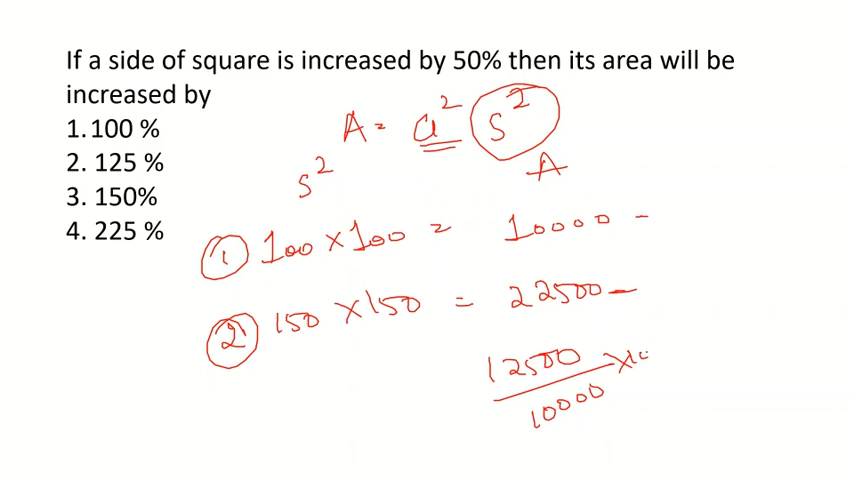 If a side of square is increased by 50% then its area will be
increased by
1. 100 %
2. 125 %
3. 150%
4. 225 %
A = a² s²
s² A
1 100 × 100 = 10000 -
2 150 × 150 = 22500 -
12500
10000 ×10